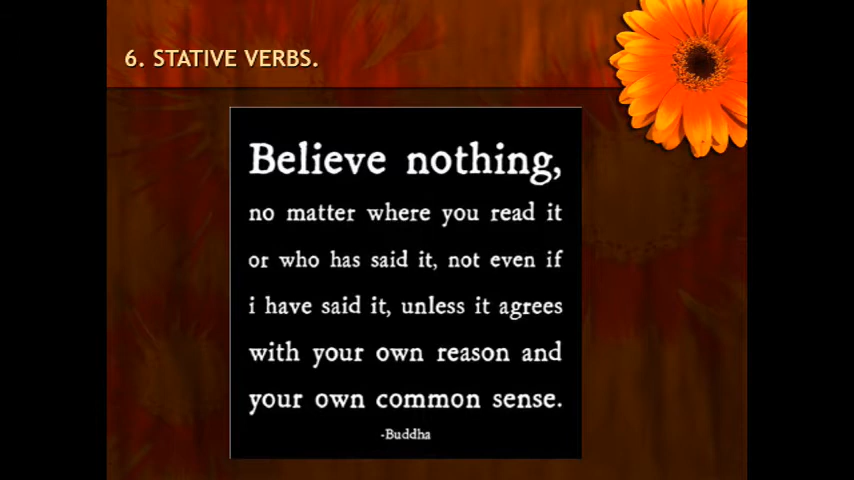 6. STATIVE VERBS.
Believe nothing,
no matter where you read it
or who has said it, not even if
i have said it, unless it agrees
with your own reason and
your own common sense.
-Buddha